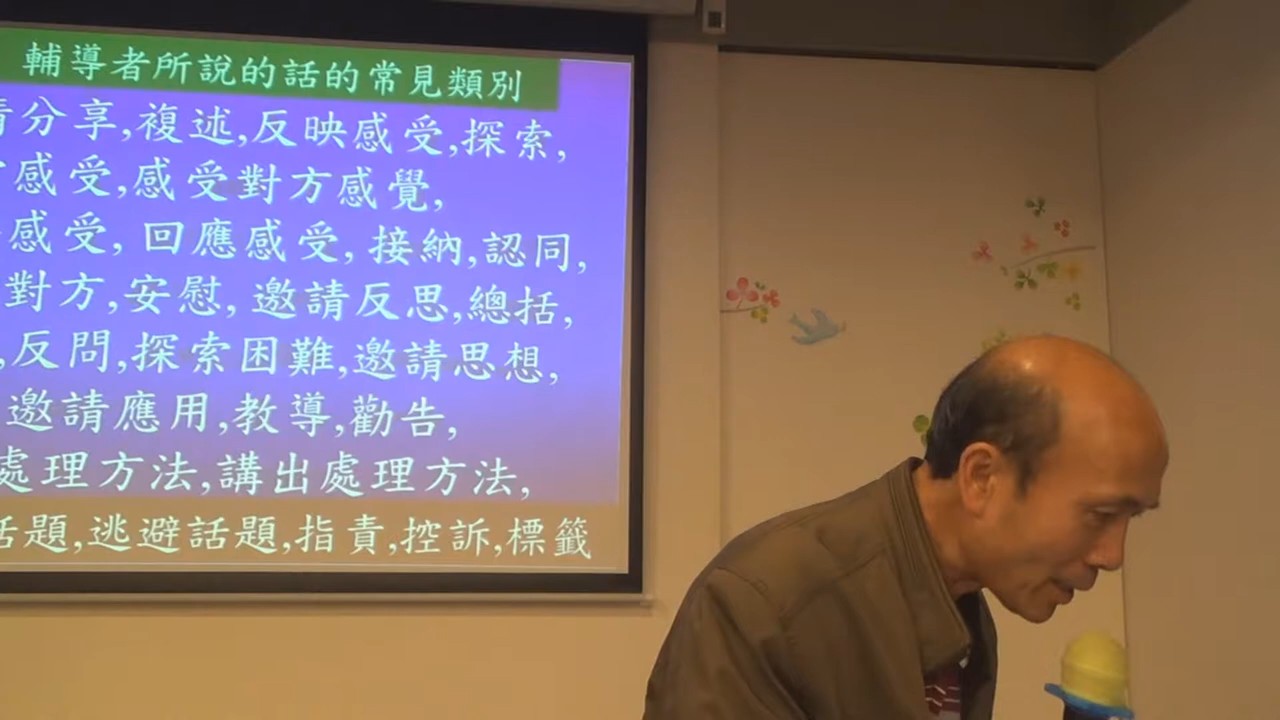 輔導者所說的話的常見類別
分享,複述,反映感受,探索,
感受,感受對方感覺,
感受, 回應感受, 接納,認同,
對方,安慰, 邀請反思,總括,
,反問,探索困難,邀請思想,
邀請應用,教導,勸告,
處理方法,講出處理方法,
話題,逃避話題,指責,控訴,標籤